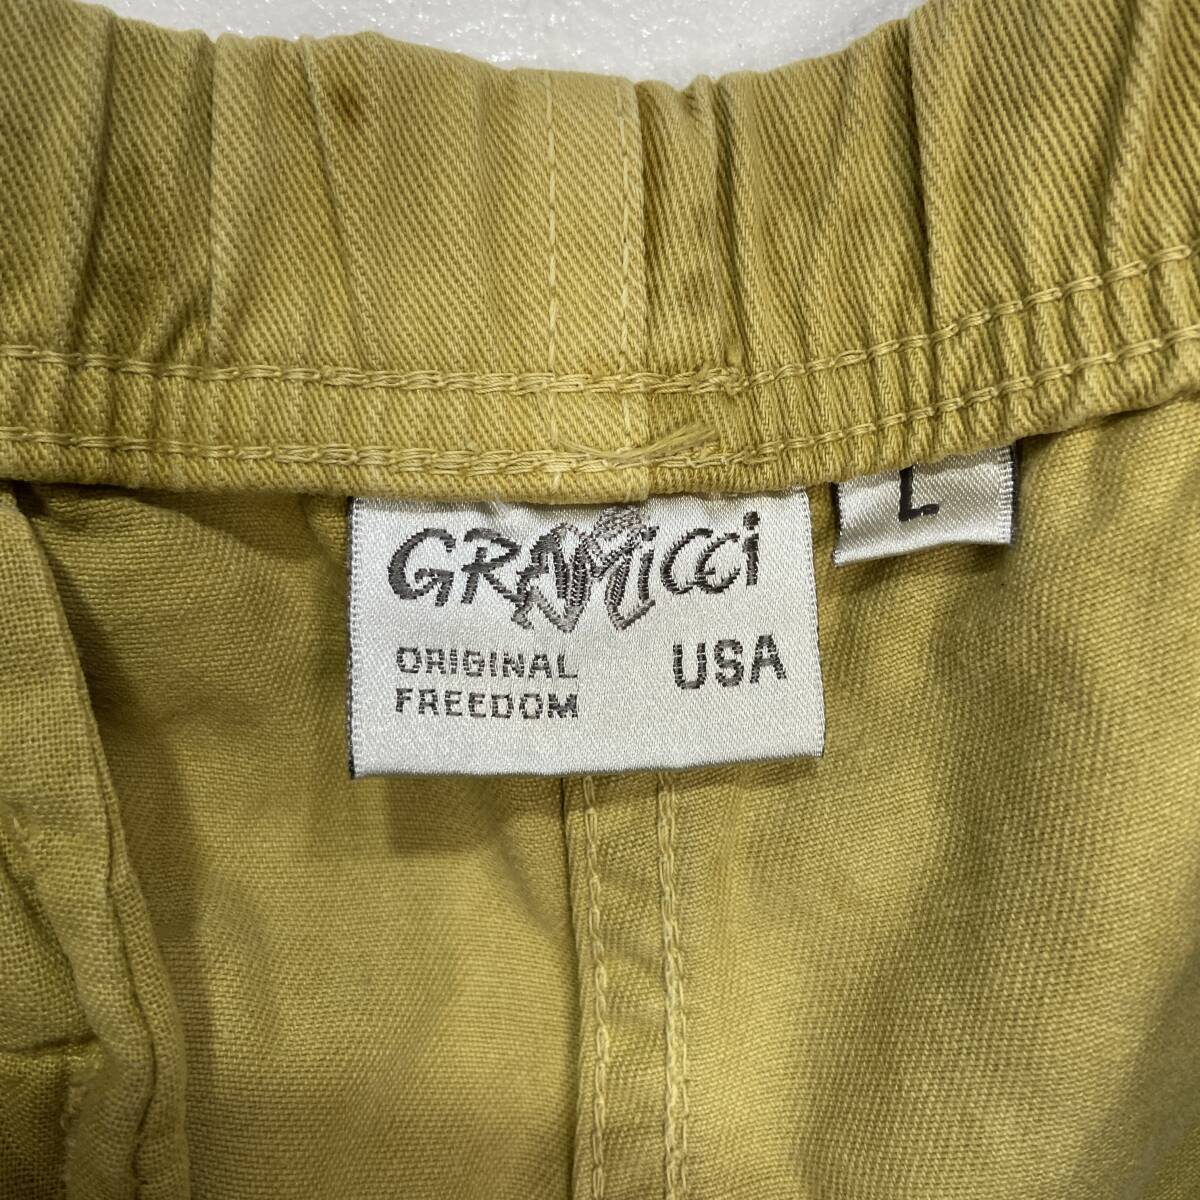 GRAMiCCi
L
ORIGINAL
FREEDOM
USA